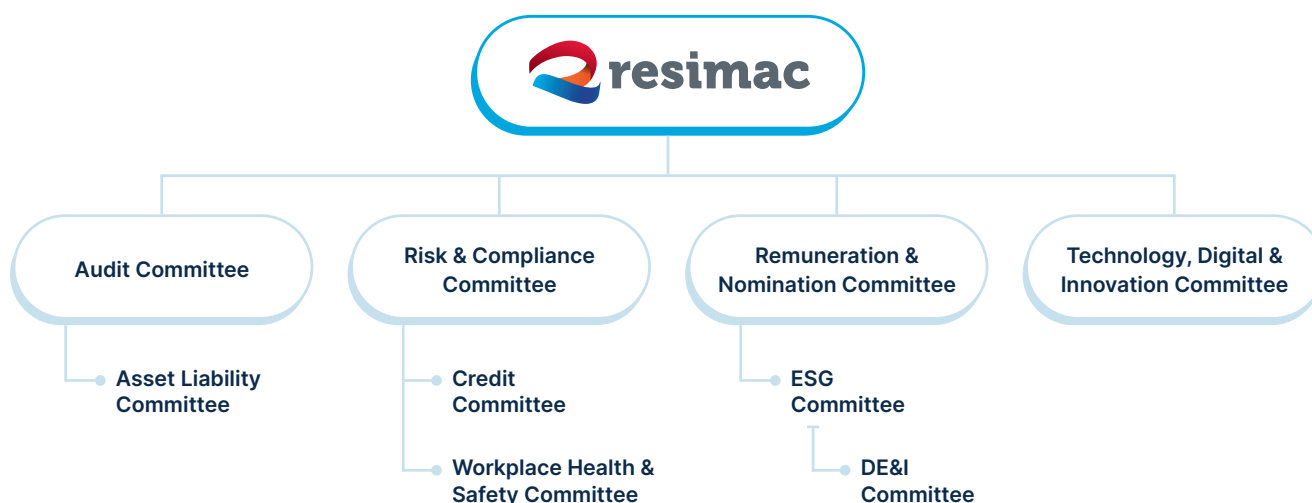 resimac
Audit Committee
Risk & Compliance
Committee
Remuneration &
Nomination Committee
Technology, Digital &
Innovation Committee
Asset Liability
Committee
Credit
Committee
Workplace Health &
Safety Committee
ESG
Committee
DE&I
Committee